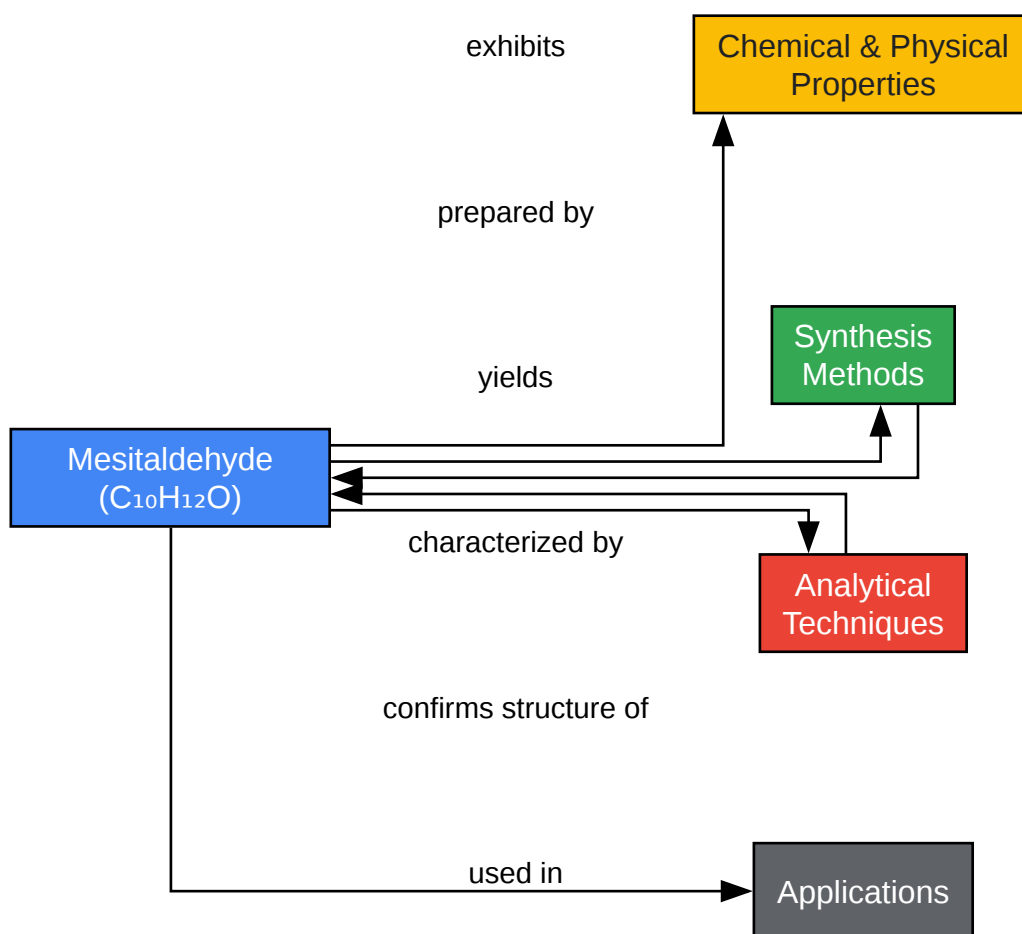 exhibits
Chemical & Physical
Properties
prepared by
Synthesis
Methods
yields
Mesitaldehyde
(C₁₀H₁₂O)
characterized by
Analytical
Techniques
confirms structure of
used in
Applications